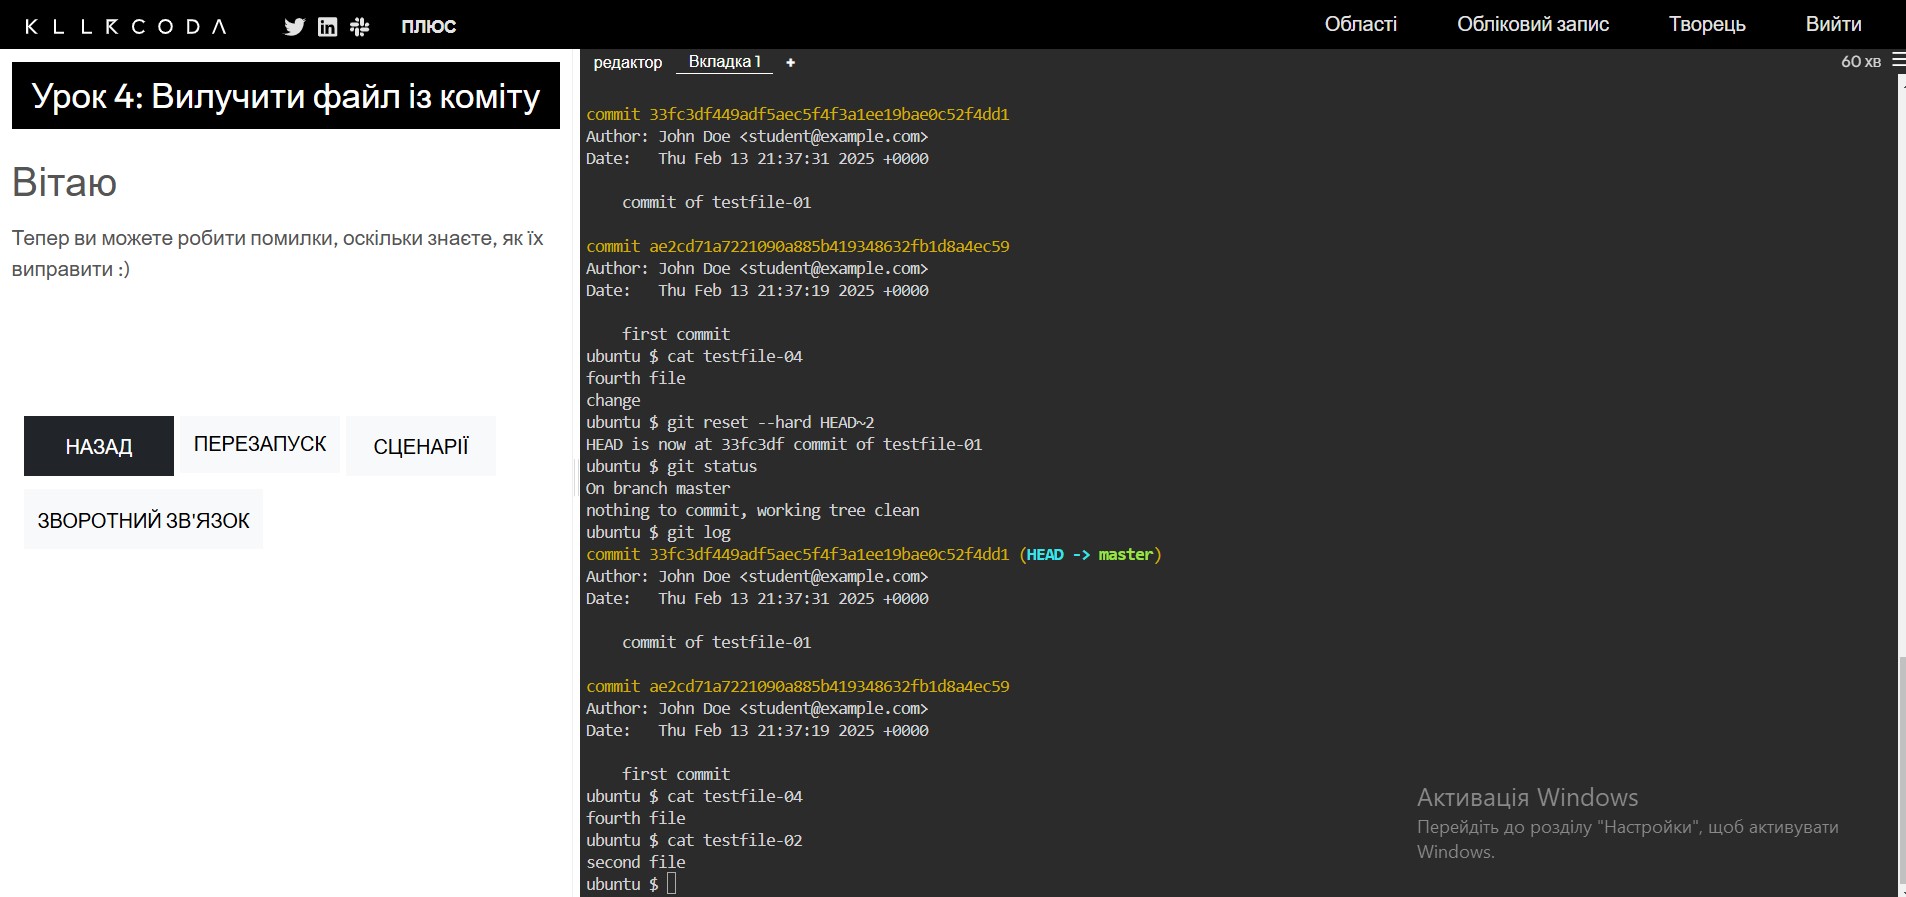 KLLRCODA ПЛЮС Області Обліковий запис Творець Вийти
Урок 4: Вилучити файл із коміту
Вітаю
Тепер ви можете робити помилки, оскільки знаєте, як їх
виправити :)
НАЗАД ПЕРЕЗАПУСК СЦЕНАРІЇ
ЗВОРОТНИЙ ЗВ'ЯЗОК
редактор Вкладка 1 + 60 хв
commit 33fc3df449adf5aec5f4f3a1ee19bae0c52f4dd1
Author: John Doe <student@example.com>
Date:   Thu Feb 13 21:37:31 2025 +0000
commit of testfile-01
commit ae2cd71a7221090a885b419348632fb1d8a4ec59
Author: John Doe <student@example.com>
Date:   Thu Feb 13 21:37:19 2025 +0000
first commit
ubuntu $ cat testfile-04
fourth file
change
ubuntu $ git reset --hard HEAD~2
HEAD is now at 33fc3df commit of testfile-01
ubuntu $ git status
On branch master
nothing to commit, working tree clean
ubuntu $ git log
commit 33fc3df449adf5aec5f4f3a1ee19bae0c52f4dd1 (HEAD -> master)
Author: John Doe <student@example.com>
Date:   Thu Feb 13 21:37:31 2025 +0000
commit of testfile-01
commit ae2cd71a7221090a885b419348632fb1d8a4ec59
Author: John Doe <student@example.com>
Date:   Thu Feb 13 21:37:19 2025 +0000
first commit
ubuntu $ cat testfile-04
fourth file
ubuntu $ cat testfile-02
second file
ubuntu $
Активація Windows
Перейдіть до розділу "Настройки", щоб активувати
Windows.